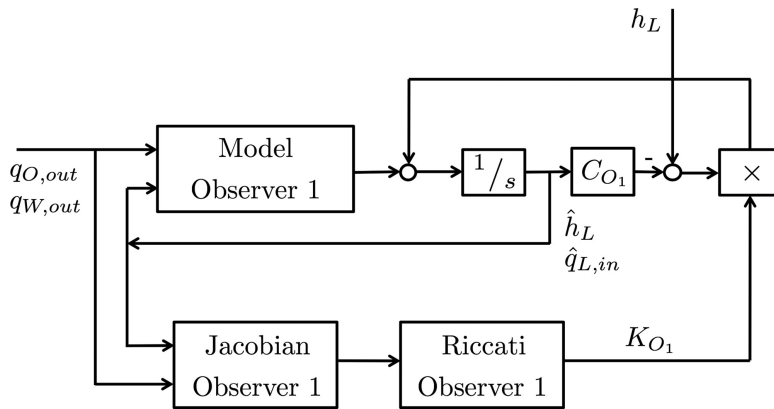 h_L
Model
Observer 1
1/s
C_{O_1}
-
×
q_{O,out}
q_{W,out}
ĥ_L
q̂_{L,in}
Jacobian
Observer 1
Riccati
Observer 1
K_{O_1}